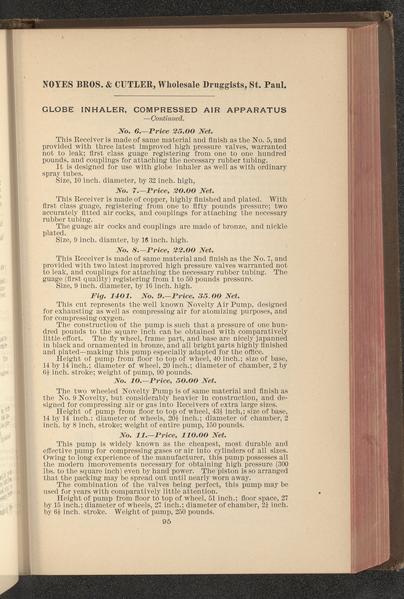 NOYES BROS. & CUTLER, Wholesale Druggists, St. Paul.
GLOBE INHALER, COMPRESSED AIR APPARATUS
—Continued.
No. 6.—Price 25.00 Net.
This Receiver is made of same material and finish as the No. 5, and
provided with three latest improved high pressure valves, warranted
not to leak; first class guage registering from one to one hundred
pounds, and couplings for attaching the necessary rubber tubing.
It is designed for use with globe inhaler as well as with ordinary
spray tubes.
Size, 10 inch. diameter, by 32 inch. high,
No. 7.—Price, 20.00 Net.
This Receiver is made of copper, highly finished and plated. With
first class guage, registering from one to fifty pounds pressure; two
accurately fitted air cocks, and couplings for attaching the necessary
rubber tubing.
The guage air cocks and couplings are made of bronze, and nickle
plated.
Size, 9 inch. diamter, by 16 inch. high.
No. 8.—Price, 22.00 Net.
This Receiver is made of same material and finish as the No. 7, and
provided with two latest improved high pressure valves warranted not
to leak, and couplings for attaching the necessary rubber tubing. The
guage (first quality) registering from 1 to 50 pounds pressure.
Size, 9 inch. diameter, by 16 inch. high.
Fig. 1401. No. 9.—Price, 35.00 Net.
This cut represents the well known Novelty Air Pump, designed
for exhausting as well as compressing air for atomizing purposes, and
for compressing oxygen.
The construction of the pump is such that a pressure of one hun-
dred pounds to the square inch can be obtained with comparatively
little effort. The fly wheel, frame part, and base are nicely japanned
in black and ornamented in bronze, and all bright parts highly finished
and plated—making this pump especially adapted for the office.
Height of pump from floor to top of wheel, 40 inch.; size of base,
14 by 14 inch.; diameter of wheel, 20 inch.; diameter of chamber, 2 by
6½ inch. stroke; weight of pump, 90 pounds.
No. 10.—Price, 50.00 Net.
The two wheeled Novelty Pump is of same material and finish as
the No. 9 Novelty, but considerably heavier in construction, and de-
signed for compressing air or gas into Receivers of extra large sizes.
Height of pump from floor to top of wheel, 43½ inch.; size of base,
14 by 14 inch.; diameter of wheels, 20½ inch.; diameter of chamber, 2
inch. by 8 inch, stroke; weight of entire pump, 150 pounds.
No. 11.—Price, 110.00 Net.
This pump is widely known as the cheapest, most durable and
effective pump for compressing gases or air into cylinders of all sizes.
Owing to long experience of the manufacturer, this pump possesses all
the modern improvements necessary for obtaining high pressure (300
lbs. to the square inch) even by hand power. The piston is so arranged
that the packing may be spread out until nearly worn away.
The combination of the valves being perfect, this pump may be
used for years with comparatively little attention.
Height of pump from floor to top of wheel, 51 inch.; floor space, 27
by 15 inch.; diameter of wheels, 27 inch.; diameter of chamber, 2½ inch.
by 6½ inch. stroke. Weight of pump, 250 pounds.
95